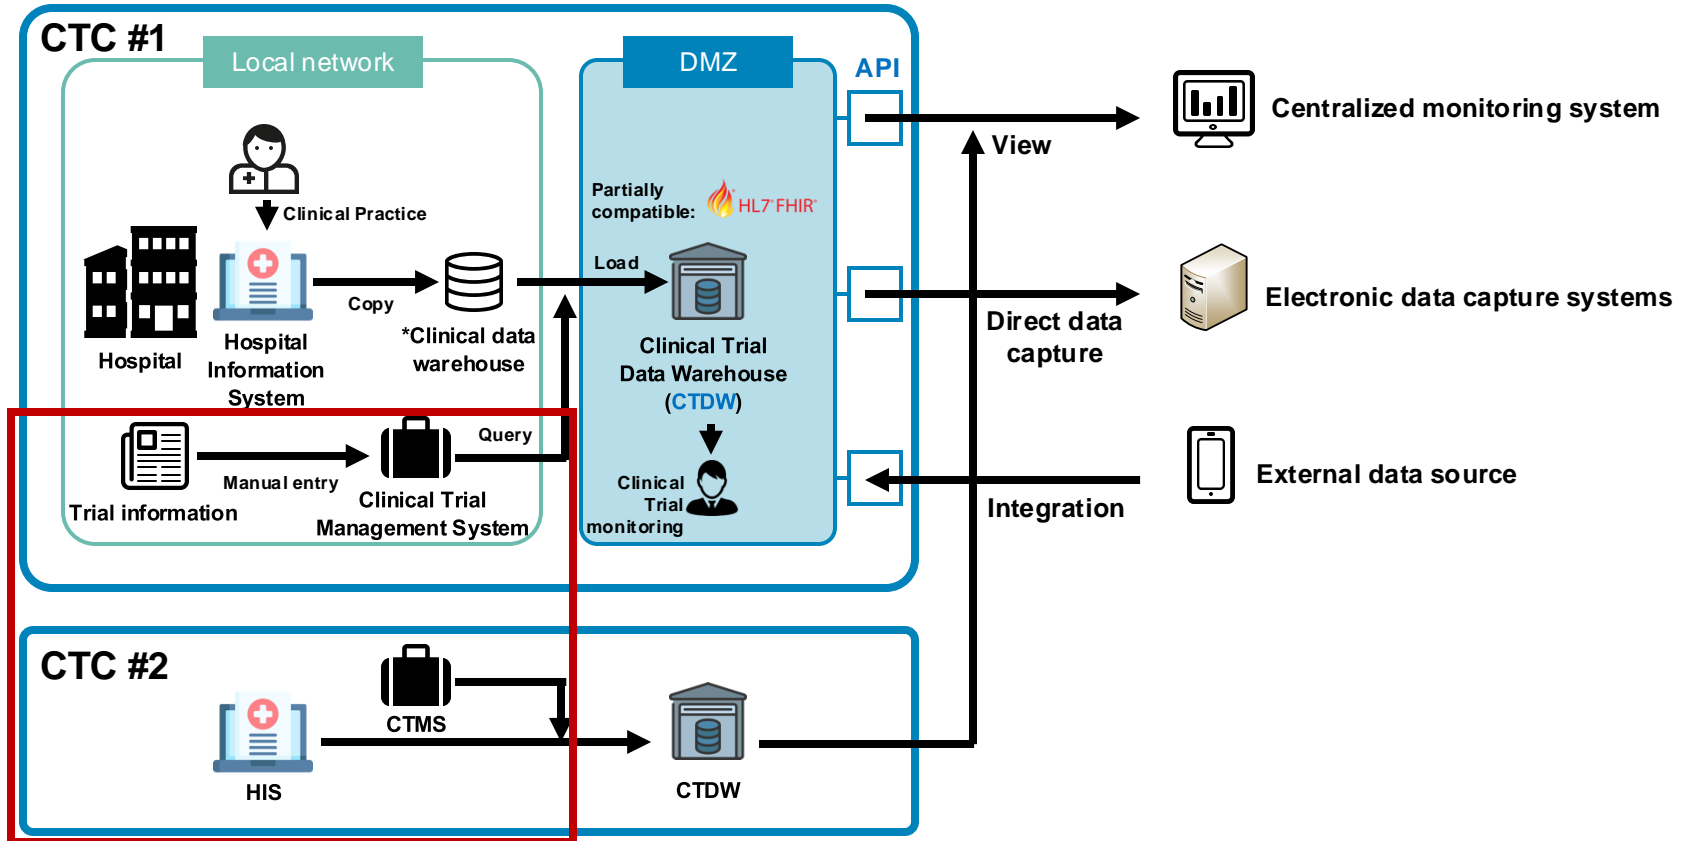 CTC #1
Local network
DMZ
API
Centralized monitoring system
View
Clinical Practice
Partially
compatible:
HL7 FHIR
Hospital
Hospital
Information
System
Copy
*Clinical data
warehouse
Load
Clinical Trial
Data Warehouse
(CTDW)
Direct data
capture
Electronic data capture systems
Trial information
Manual entry
Clinical Trial
Management System
Query
Clinical
Trial
monitoring
Integration
External data source
CTC #2
CTMS
HIS
CTDW